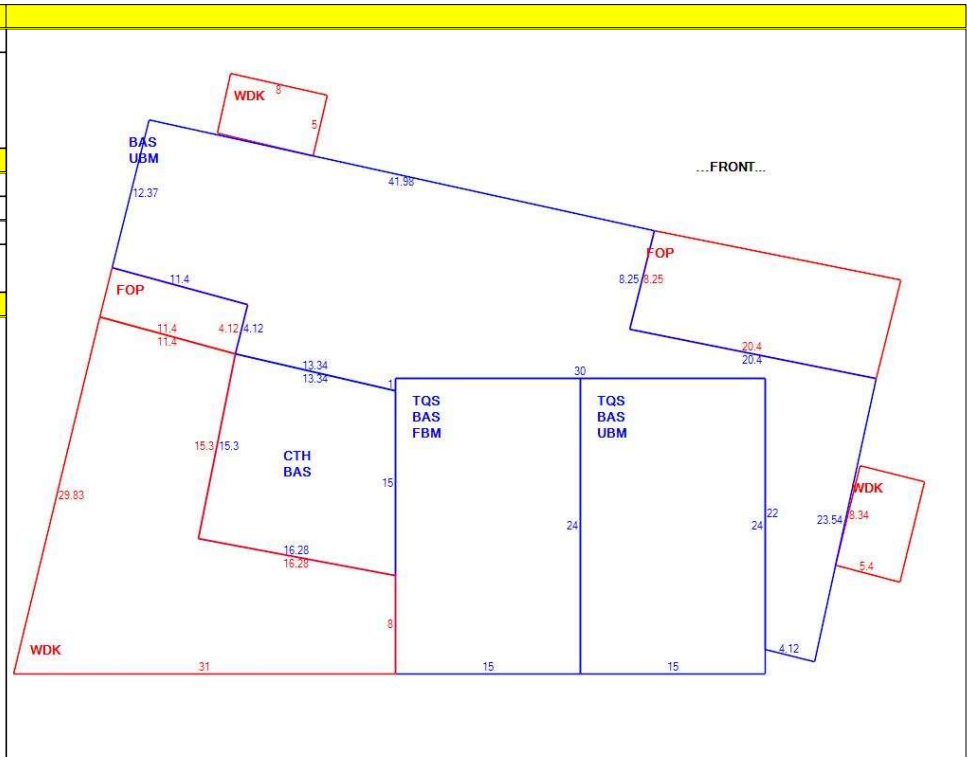 WDK
8
5
BAS
UBM
12.37
41.98
...FRONT...
FOP
8.25
8.25
11.4
FOP
11.4
11.4
4.12
4.12
13.34
13.34
20.4
20.4
1
30
TQS
BAS
FBM
TQS
BAS
UBM
CTH
BAS
15.3
15.3
15
29.83
24
24
22
23.54
WDK
8.34
5.4
16.28
16.28
8
4.12
WDK
31
15
15